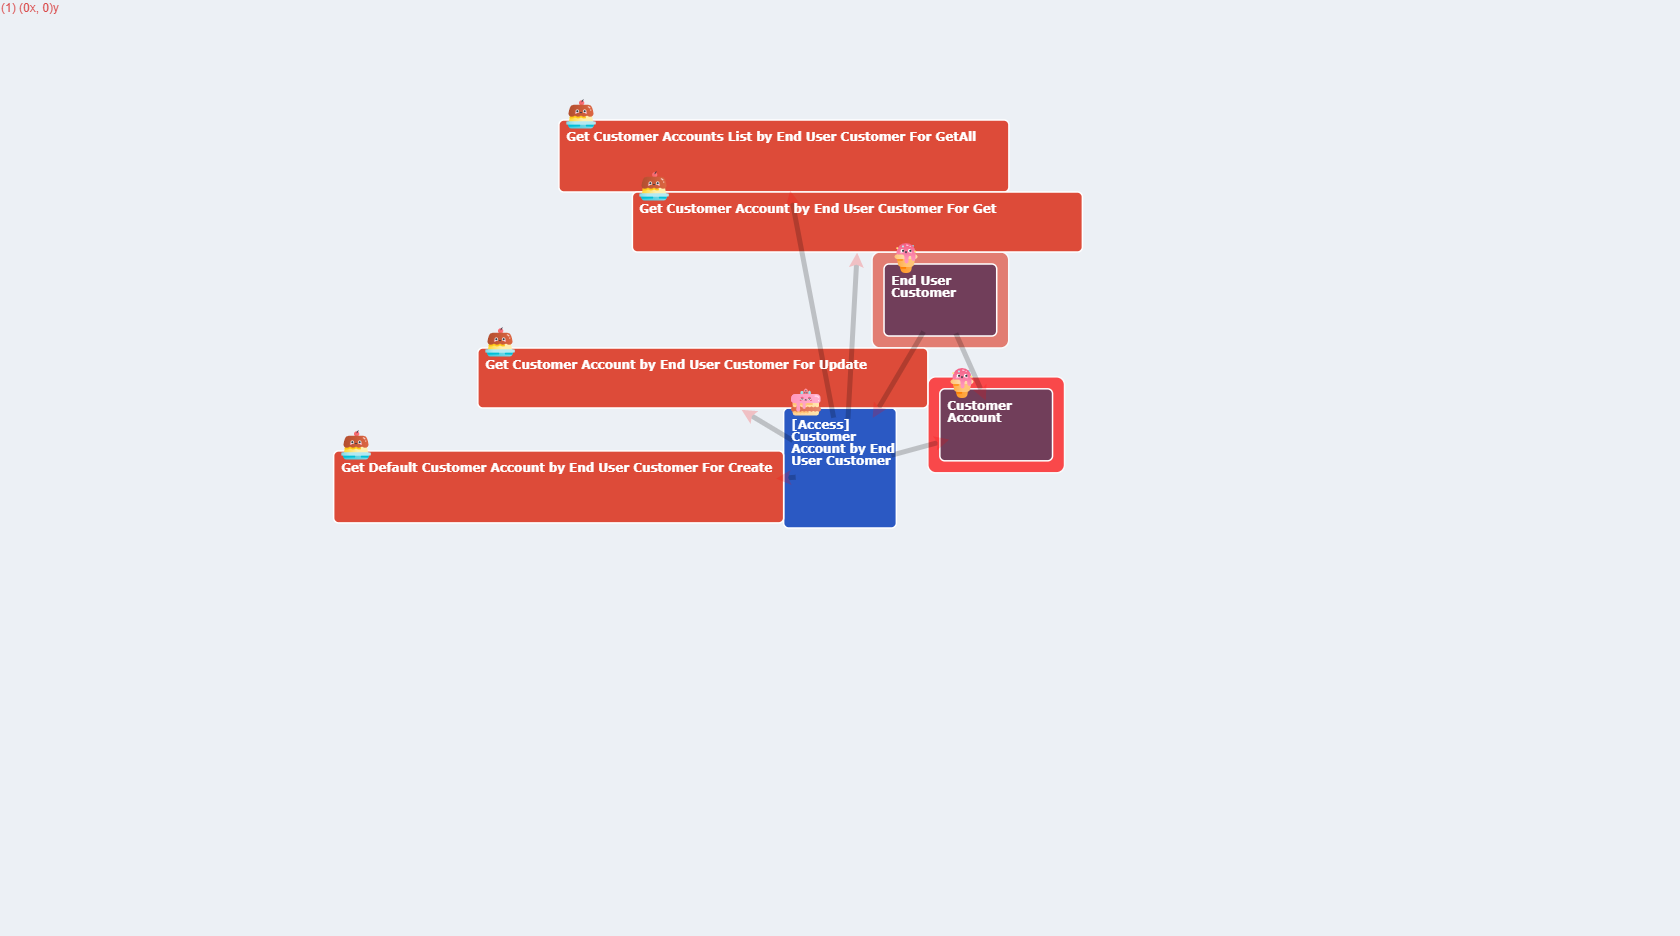 (1) (0x, 0)y
Get Customer Accounts List by End User Customer For GetAll
Get Customer Account by End User Customer For Get
End User
Customer
Get Customer Account by End User Customer For Update
Customer
Account
[Access]
Customer
Account by End
User Customer
Get Default Customer Account by End User Customer For Create